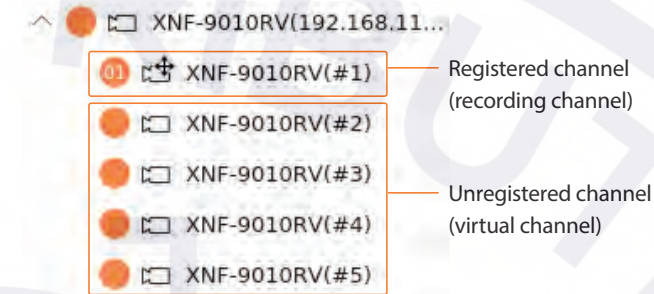 XNF-9010RV(192.168.11...
01 XNF-9010RV(#1)
Registered channel
(recording channel)
XNF-9010RV(#2)
XNF-9010RV(#3)
XNF-9010RV(#4)
XNF-9010RV(#5)
Unregistered channel
(virtual channel)